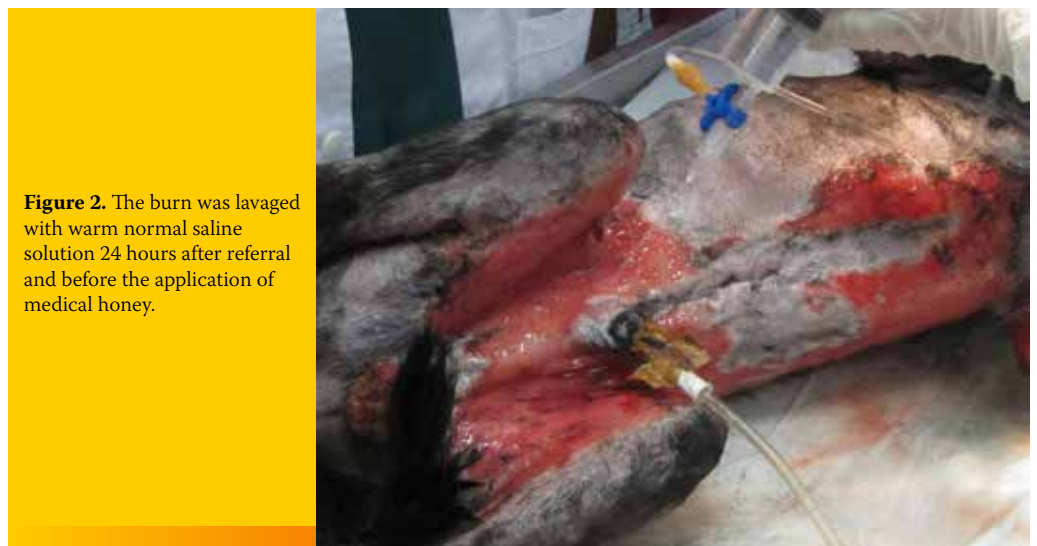 Figure 2. The burn was lavaged
with warm normal saline
solution 24 hours after referral
and before the application of
medical honey.